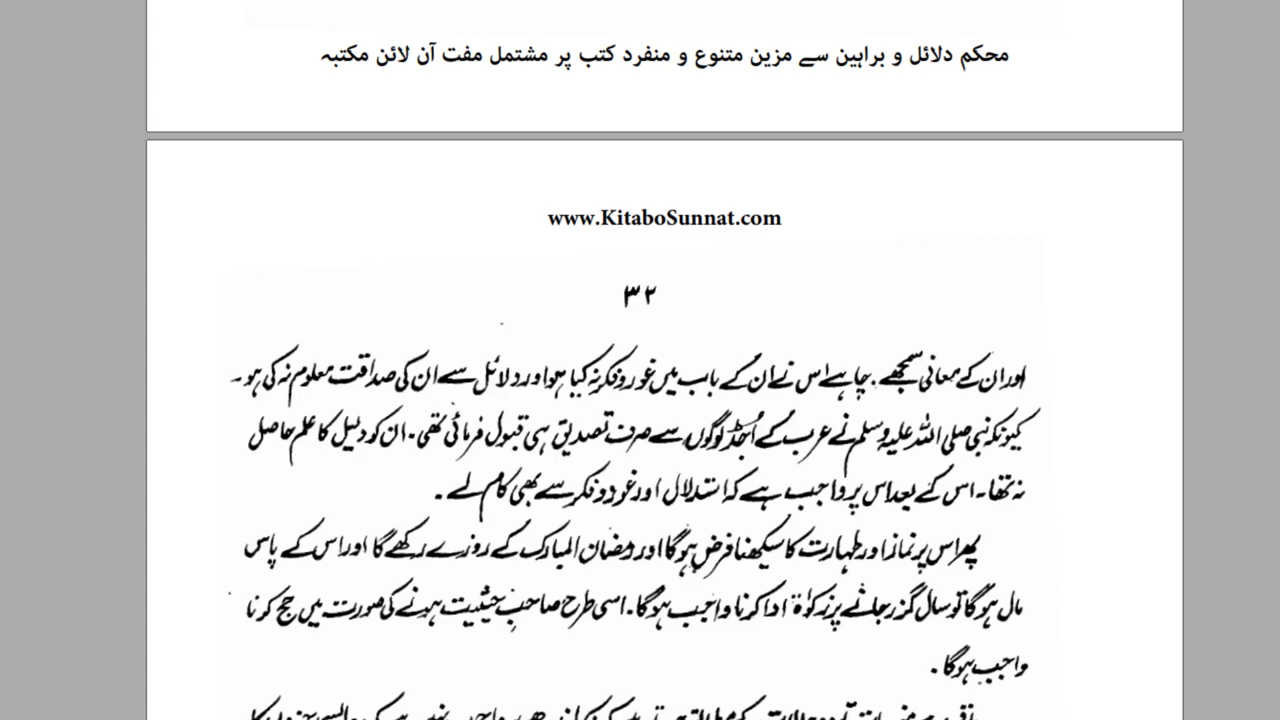 محکم دلائل و براہین سے مزین متنوع و منفرد کتب پر مشتمل مفت آن لائن مکتبہ
www.KitaboSunnat.com
۳۲
اور ان کے معانی سمجھے۔ چاہے اس نے ان کے باب میں غور و فکر نہ کیا ہو اور دلائل سے ان کی صداقت معلوم نہ کی ہو۔
کیونکہ نبی صلی اللہ علیہ وسلم نے عرب کے اُجڈ لوگوں سے صرف تصدیق ہی قبول فرمائی تھی۔ ان کو دلیل کا علم حاصل
نہ تھا۔ اس کے بعد اس پر واجب ہے کہ استدلال اور غور و فکر سے بھی کام لے۔
پھر اس پر نماز اور طہارت کا سیکھنا فرض ہوگا اور رمضان المبارک کے روزے رکھے گا اور اس کے پاس
مال ہوگا تو سال گزر جانے پر زکوٰۃ ادا کرنا واجب ہوگا۔ اسی طرح صاحبِ حیثیت ہونے کی صورت میں حج کرنا
واجب ہوگا۔